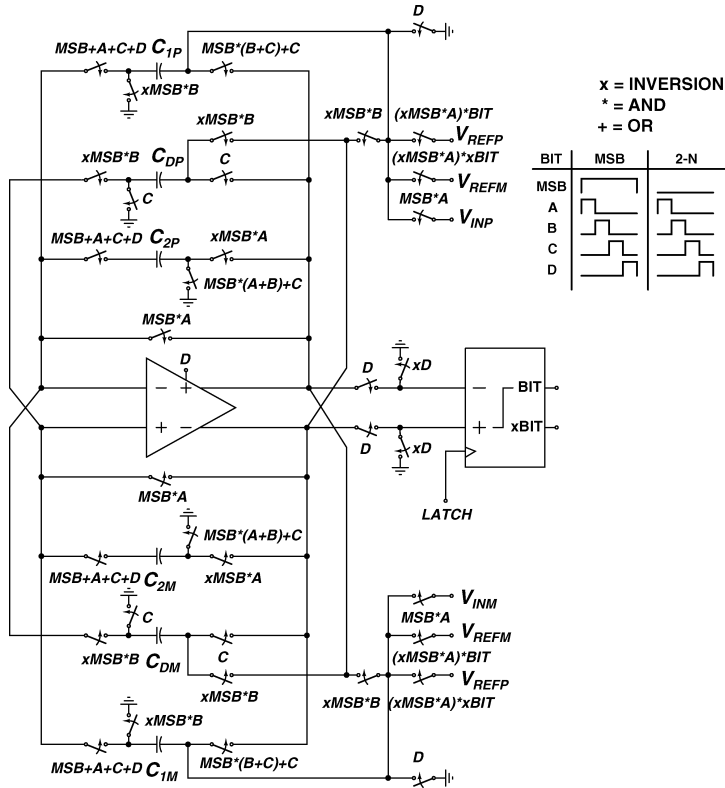 D
MSB+A+C+D C1P MSB*(B+C)+C
xMSB*B
x = INVERSION
* = AND
+ = OR
xMSB*B
xMSB*B (xMSB*A)*BIT
VREFP
xMSB*B CDP C
(xMSB*A)*xBIT
VREFM
C
MSB*A
VINP
BIT MSB 2-N
MSB
A
B
C
D
MSB+A+C+D C2P xMSB*A
MSB*(A+B)+C
MSB*A
D
− +
+ −
D
xD
− BIT
+ xBIT
D
xD
MSB*A
LATCH
MSB*(A+B)+C
MSB+A+C+D C2M xMSB*A
VINM
MSB*A
C
VREFM
xMSB*B CDM C
(xMSB*A)*BIT
VREFP
xMSB*B
xMSB*B (xMSB*A)*xBIT
xMSB*B
MSB+A+C+D C1M MSB*(B+C)+C
D